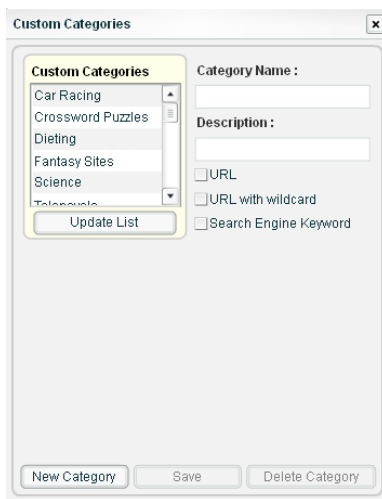 Custom Categories
Custom Categories
Car Racing
Crossword Puzzles
Dieting
Fantasy Sites
Science
Update List
Category Name :
Description :
URL
URL with wildcard
Search Engine Keyword
New Category
Save
Delete Category